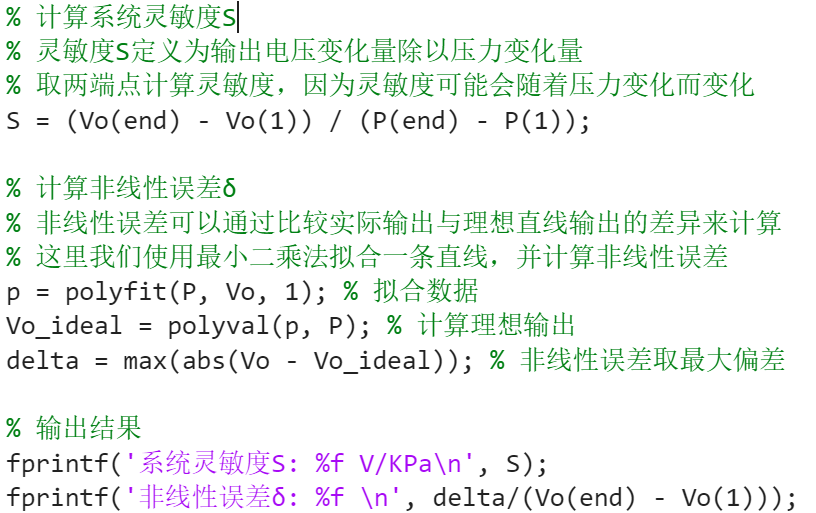 % 计算系统灵敏度S
% 灵敏度S定义为输出电压变化量除以压力变化量
% 取两端点计算灵敏度，因为灵敏度可能会随着压力变化而变化
S = (Vo(end) - Vo(1)) / (P(end) - P(1));
% 计算非线性误差δ
% 非线性误差可以通过比较实际输出与理想直线输出的差异来计算
% 这里我们使用最小二乘法拟合一条直线，并计算非线性误差
p = polyfit(P, Vo, 1); % 拟合数据
Vo_ideal = polyval(p, P); % 计算理想输出
delta = max(abs(Vo - Vo_ideal)); % 非线性误差取最大偏差
% 输出结果
fprintf('系统灵敏度S: %f V/KPa\n', S);
fprintf('非线性误差δ: %f \n', delta/(Vo(end) - Vo(1)));